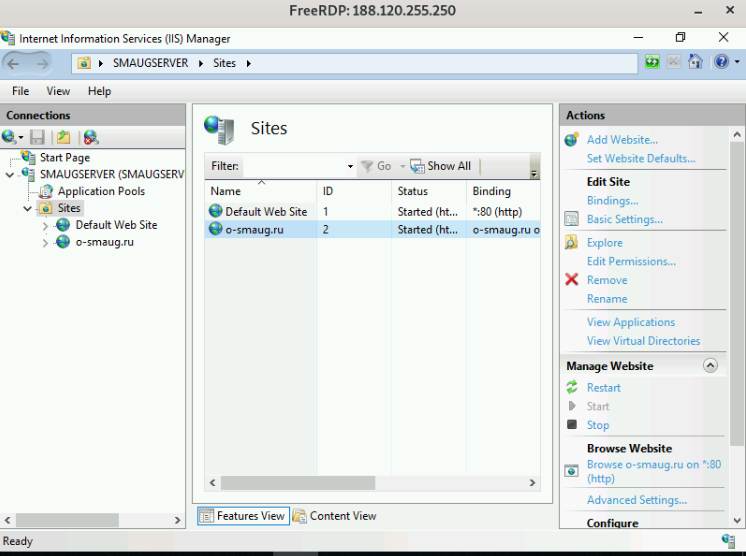 FreeRDP: 188.120.255.250
Internet Information Services (IIS) Manager
SMAUGSERVER
Sites
File View Help
Connections
Start Page
SMAUGSERVER (SMAUGSERV
Application Pools
Sites
Default Web Site
o-smaug.ru
Sites
Filter: Go Show All
Name ID Status Binding
Default Web Site 1 Started (ht... *:80 (http)
o-smaug.ru 2 Started (ht... o-smaug.ru o
Features View Content View
Actions
Add Website...
Set Website Defaults...
Edit Site
Bindings...
Basic Settings...
Explore
Edit Permissions...
Remove
Rename
View Applications
View Virtual Directories
Manage Website
Restart
Start
Stop
Browse Website
Browse o-smaug.ru on *:80
(http)
Advanced Settings...
Configure
Ready